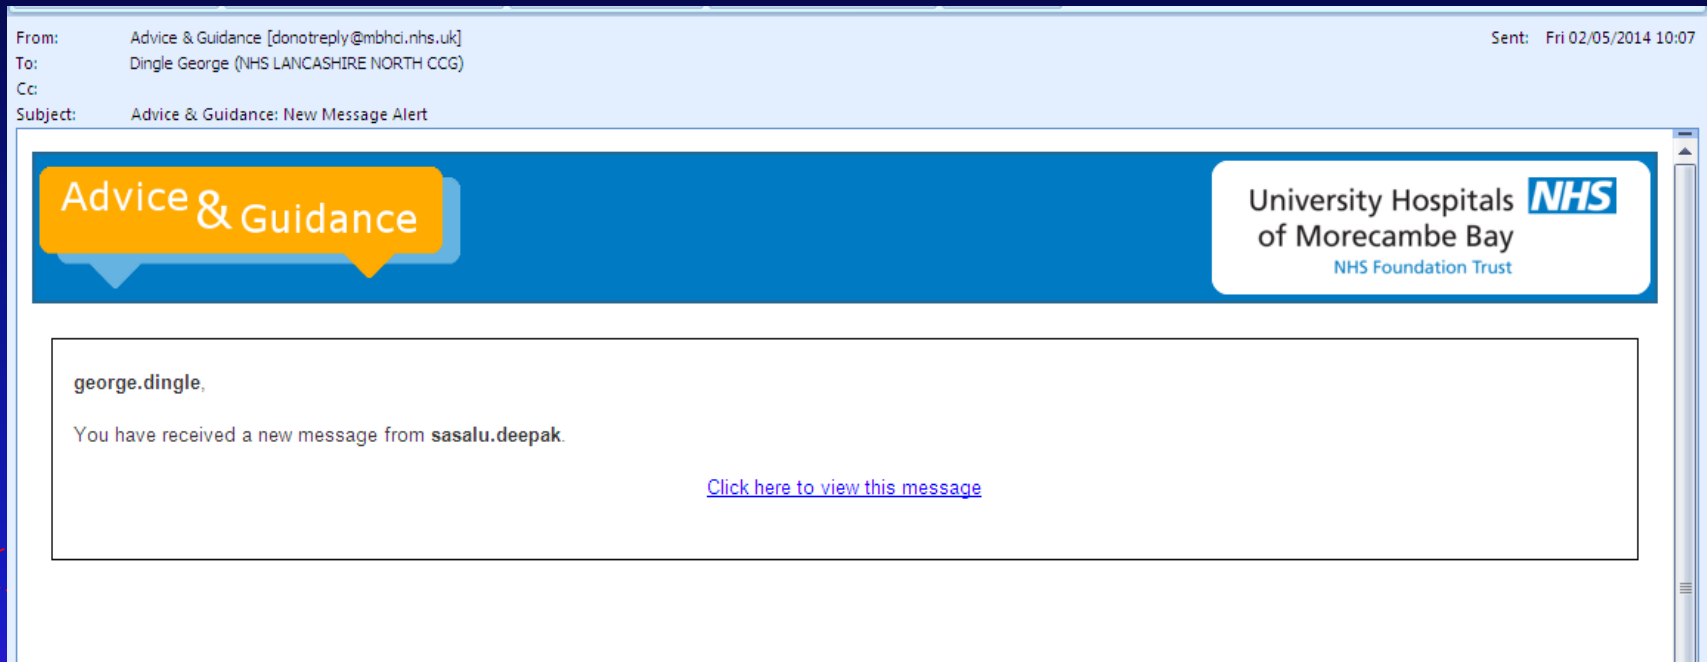 From: Advice & Guidance [donotreply@mbhci.nhs.uk] Sent: Fri 02/05/2014 10:07
To: Dingle George (NHS LANCASHIRE NORTH CCG)
Cc:
Subject: Advice & Guidance: New Message Alert
Advice & Guidance
University Hospitals NHS
of Morecambe Bay
NHS Foundation Trust
george.dingle,
You have received a new message from sasalu.deepak.
Click here to view this message